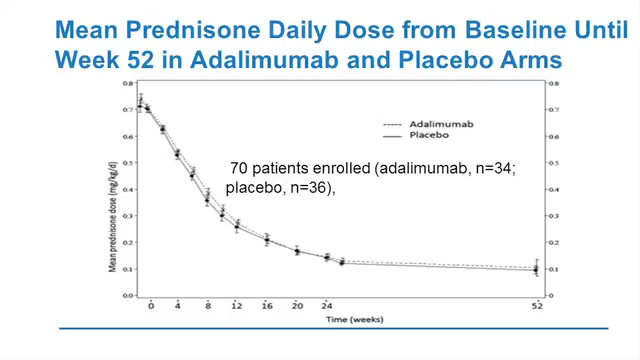 Mean Prednisone Daily Dose from Baseline Until
Week 52 in Adalimumab and Placebo Arms
0.8
0.7
0.6
0.5
0.4
0.3
0.2
0.1
0.0
Mean prednisone dose (mg/kg/d)
Adalimumab
Placebo
70 patients enrolled (adalimumab, n=34;
placebo, n=36),
0.8
0.7
0.6
0.5
0.4
0.3
0.2
0.1
0.0
0 4 8 12 16 20 24 52
Time (weeks)